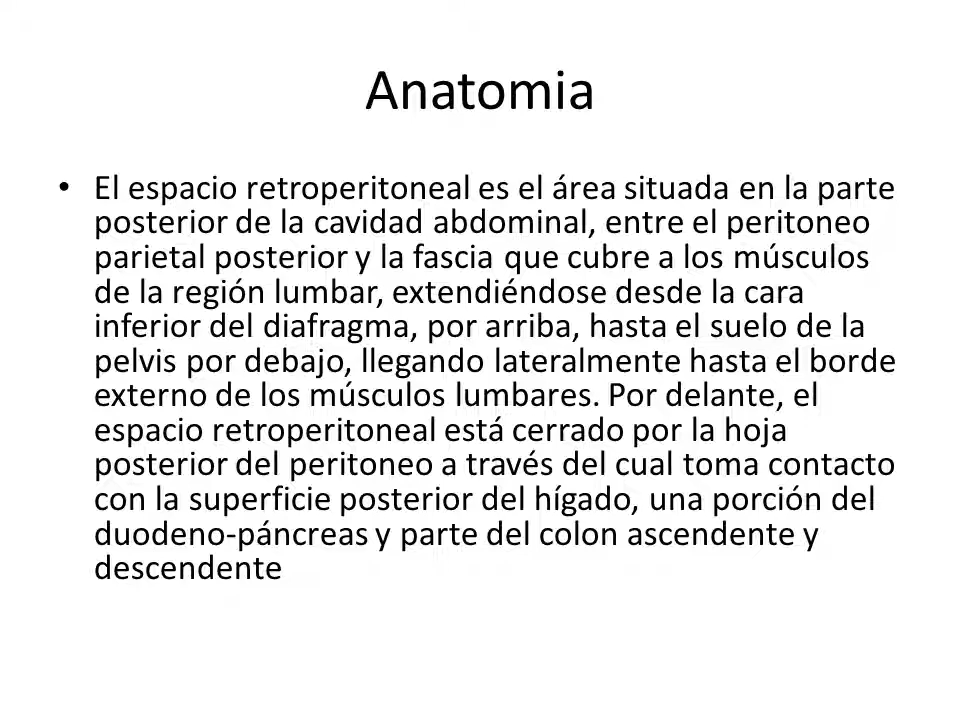 Anatomia
• El espacio retroperitoneal es el área situada en la parte
posterior de la cavidad abdominal, entre el peritoneo
parietal posterior y la fascia que cubre a los músculos
de la región lumbar, extendiéndose desde la cara
inferior del diafragma, por arriba, hasta el suelo de la
pelvis por debajo, llegando lateralmente hasta el borde
externo de los músculos lumbares. Por delante, el
espacio retroperitoneal está cerrado por la hoja
posterior del peritoneo a través del cual toma contacto
con la superficie posterior del hígado, una porción del
duodeno-páncreas y parte del colon ascendente y
descendente